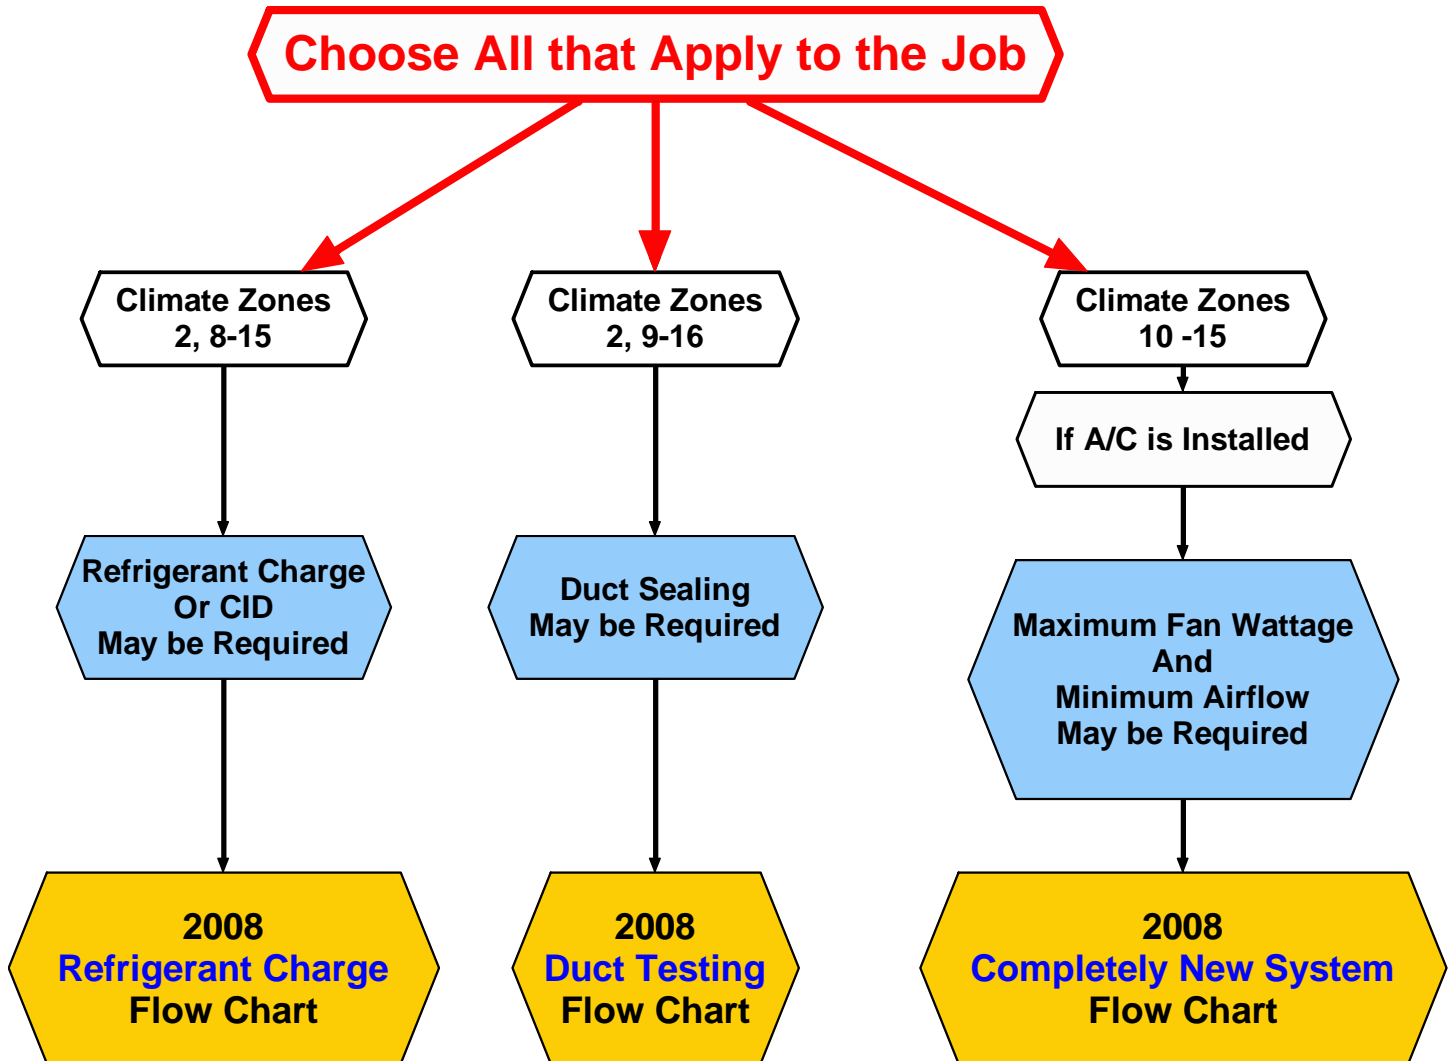 Choose All that Apply to the Job
Climate Zones
2, 8-15
Climate Zones
2, 9-16
Climate Zones
10 -15
If A/C is Installed
Refrigerant Charge
Or CID
May be Required
Duct Sealing
May be Required
Maximum Fan Wattage
And
Minimum Airflow
May be Required
2008
Refrigerant Charge
Flow Chart
2008
Duct Testing
Flow Chart
2008
Completely New System
Flow Chart